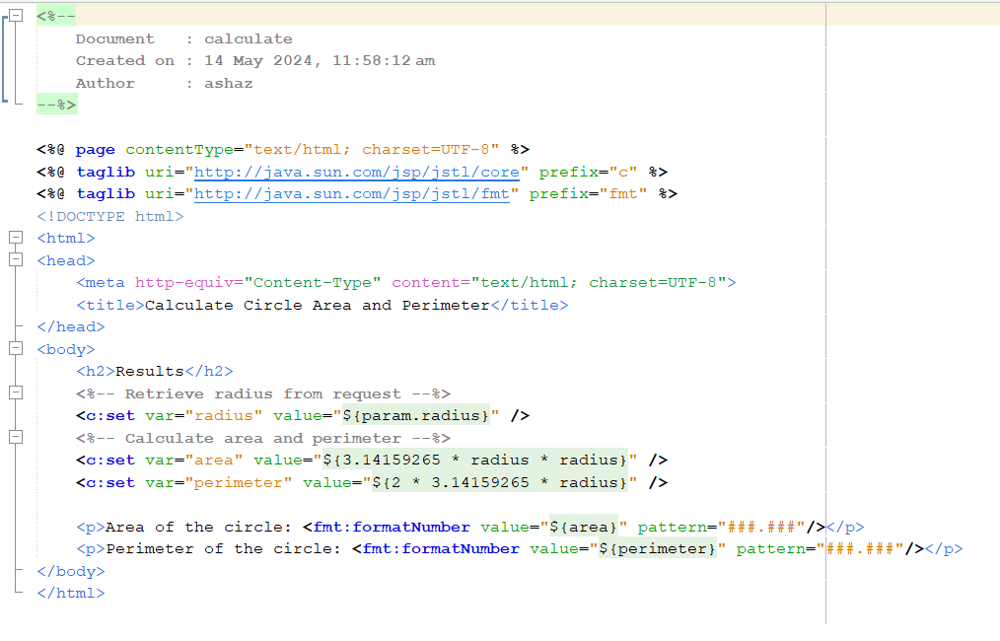 <%--
    Document   : calculate
    Created on : 14 May 2024, 11:58:12 am
    Author     : ashaz
--%>

<%@ page contentType="text/html; charset=UTF-8" %>
<%@ taglib uri="http://java.sun.com/jsp/jstl/core" prefix="c" %>
<%@ taglib uri="http://java.sun.com/jsp/jstl/fmt" prefix="fmt" %>
<!DOCTYPE html>
<html>
<head>
    <meta http-equiv="Content-Type" content="text/html; charset=UTF-8">
    <title>Calculate Circle Area and Perimeter</title>
</head>
<body>
    <h2>Results</h2>
    <%-- Retrieve radius from request --%>
    <c:set var="radius" value="${param.radius}" />
    <%-- Calculate area and perimeter --%>
    <c:set var="area" value="${3.14159265 * radius * radius}" />
    <c:set var="perimeter" value="${2 * 3.14159265 * radius}" />

    <p>Area of the circle: <fmt:formatNumber value="${area}" pattern="###.###"/></p>
    <p>Perimeter of the circle: <fmt:formatNumber value="${perimeter}" pattern="###.###"/></p>
</body>
</html>